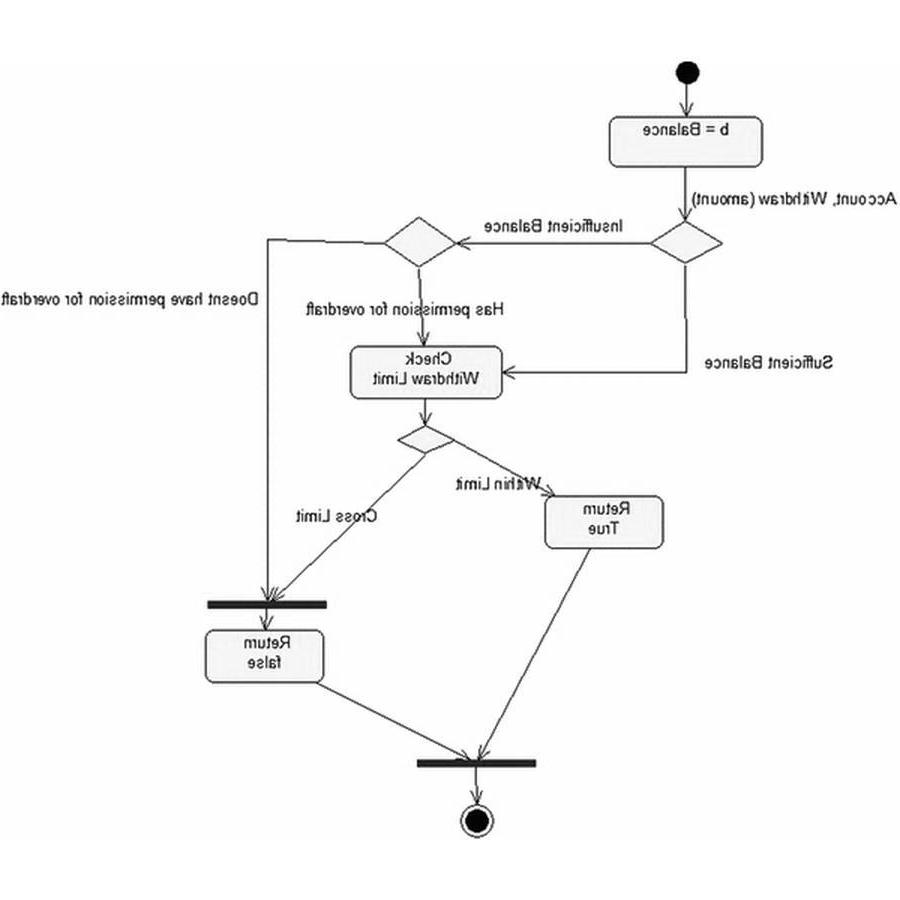 b = Balance
Account, Withdraw (amount)
Insufficient Balance
Doesnt have permission for overdraft
Has permission for overdraft
Sufficient Balance
Check
Withdraw Limit
Within Limit
Cross Limit
Return
True
Return
false